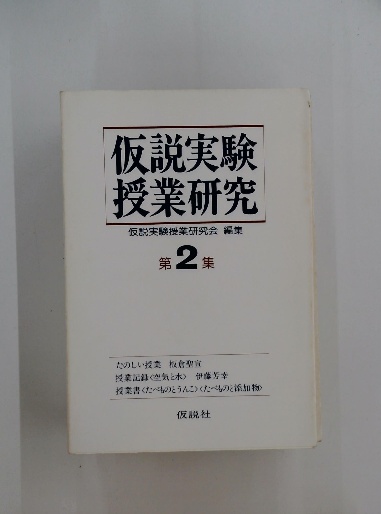 仮説実験
授業研究
仮説実験授業研究会 編集
第2集
たのしい授業 板倉聖宣
授業記録〈空気と水〉 伊藤芳幸
授業書〈たべものとうんこ〉〈たべものと添加物〉
仮説社